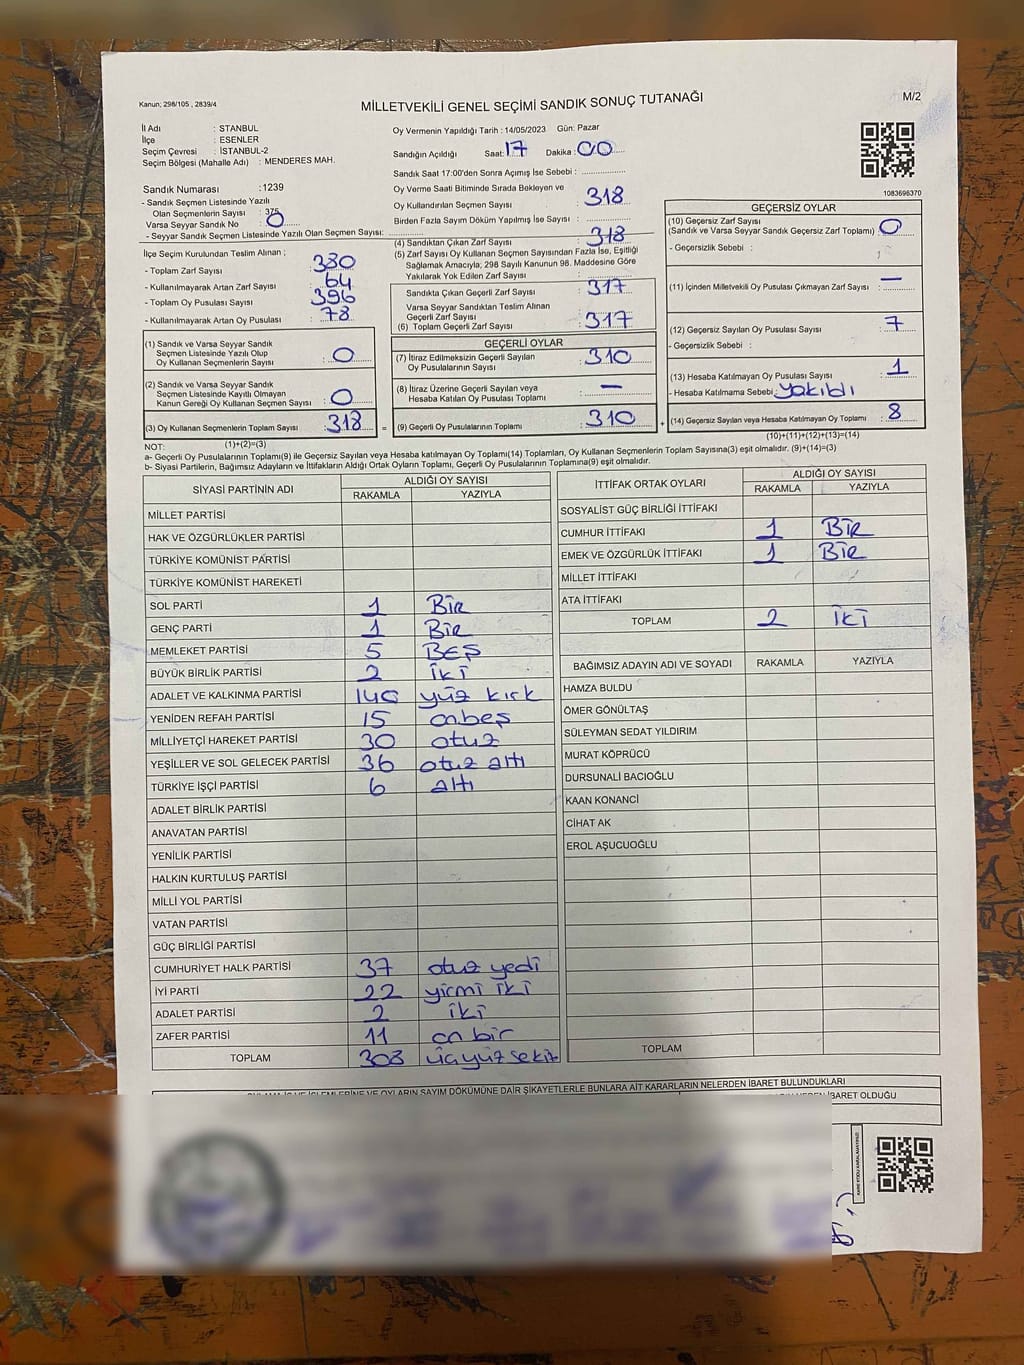 Kanun; 298/105 , 2839/4
MİLLETVEKİLİ GENEL SEÇİMİ SANDIK SONUÇ TUTANAĞI
M/2
İl Adı : STANBUL
İlçe : ESENLER
Seçim Çevresi : İSTANBUL-2
Seçim Bölgesi (Mahalle Adı) : MENDERES MAH.
Sandık Numarası :1239
- Sandık Seçmen Listesinde Yazılı
Olan Seçmenlerin Sayısı : 375
Varsa Seyyar Sandık No 0
- Seyyar Sandık Seçmen Listesinde Yazılı Olan Seçmen Sayısı:
İlçe Seçim Kurulundan Teslim Alınan ;
- Toplam Zarf Sayısı 380
- Kullanılmayarak Artan Zarf Sayısı 64
- Toplam Oy Pusulası Sayısı 396
- Kullanılmayarak Artan Oy Pusulası 78
Oy Vermenin Yapıldığı Tarih : 14/05/2023 Gün: Pazar
Sandığın Açıldığı Saat: 17 Dakika : 00
Sandık Saat 17:00'den Sonra Açımış İse Sebebi :
Oy Verme Saati Bitiminde Sırada Bekleyen ve
Oy Kullandırılan Seçmen Sayısı : 318
Birden Fazla Sayım Döküm Yapılmış İse Sayısı :
(4) Sandıktan Çıkan Zarf Sayısı : 318
(5) Zarf Sayısı Oy Kullanan Seçmen Sayısından Fazla İse, Eşitliği
Sağlamak Amacıyla; 298 Sayılı Kanunun 98. Maddesine Göre
Yakılarak Yok Edilen Zarf Sayısı :
Sandıkta Çıkan Geçerli Zarf Sayısı : 317
Varsa Seyyar Sandıktan Teslim Alınan
Geçerli Zarf Sayısı
(6) Toplam Geçerli Zarf Sayısı : 317
1083696370
GEÇERSİZ OYLAR
(10) Geçersiz Zarf Sayısı
(Sandık ve Varsa Seyyar Sandık Geçersiz Zarf Toplamı) : 0
- Geçersizlik Sebebi :
(11) İçinden Milletvekili Oy Pusulası Çıkmayan Zarf Sayısı : —
(12) Geçersiz Sayılan Oy Pusulası Sayısı : 7
- Geçersizlik Sebebi :
(13) Hesaba Katılmayan Oy Pusulası Sayısı : 1
- Hesaba Katılmama Sebebi : yakıldı
(14) Geçersiz Sayılan veya Hesaba Katılmayan Oy Toplamı : 8
(10)+(11)+(12)+(13)=(14)
(1) Sandık ve Varsa Seyyar Sandık
Seçmen Listesinde Yazılı Olup
Oy Kullanan Seçmenlerin Sayısı : 0
(2) Sandık ve Varsa Seyyar Sandık
Seçmen Listesinde Kayıtlı Olmayan
Kanun Gereği Oy Kullanan Seçmen Sayısı : 0
(3) Oy Kullanan Seçmenlerin Toplam Sayısı : 318 =
(1)+(2)=(3)
GEÇERLİ OYLAR
(7) İtiraz Edilmeksizin Geçerli Sayılan
Oy Pusulalarının Sayısı : 310
(8) İtiraz Üzerine Geçerli Sayılan veya
Hesaba Katılan Oy Pusulası Toplamı : —
(9) Geçerli Oy Pusulalarının Toplamı : 310 +
NOT:
a- Geçerli Oy Pusulalarının Toplamı(9) ile Geçersiz Sayılan veya Hesaba katılmayan Oy Toplamı(14) Toplamları, Oy Kullanan Seçmenlerin Toplam Sayısına(3) eşit olmalıdır. (9)+(14)=(3)
b- Siyasi Partilerin, Bağımsız Adayların ve İttifakların Aldığı Ortak Oyların Toplamı, Geçerli Oy Pusulalarının Toplamına(9) eşit olmalıdır.
SİYASİ PARTİNİN ADI ALDIĞI OY SAYISI
RAKAMLA YAZIYLA
MİLLET PARTİSİ
HAK VE ÖZGÜRLÜKLER PARTİSİ
TÜRKİYE KOMÜNİST PARTİSİ
TÜRKİYE KOMÜNİST HAREKETİ
SOL PARTİ 1 BİR
GENÇ PARTİ 1 BİR
MEMLEKET PARTİSİ 5 BEŞ
BÜYÜK BİRLİK PARTİSİ 2 İKİ
ADALET VE KALKINMA PARTİSİ 140 yüz kırk
YENİDEN REFAH PARTİSİ 15 onbeş
MİLLİYETÇİ HAREKET PARTİSİ 30 otuz
YEŞİLLER VE SOL GELECEK PARTİSİ 36 otuz altı
TÜRKİYE İŞÇİ PARTİSİ 6 altı
ADALET BİRLİK PARTİSİ
ANAVATAN PARTİSİ
YENİLİK PARTİSİ
HALKIN KURTULUŞ PARTİSİ
MİLLİ YOL PARTİSİ
VATAN PARTİSİ
GÜÇ BİRLİĞİ PARTİSİ
CUMHURİYET HALK PARTİSİ 37 otuz yedi
İYİ PARTİ 22 yirmi iki
ADALET PARTİSİ 2 iki
ZAFER PARTİSİ 11 on bir
TOPLAM 308 üçyüz sekiz
İTTİFAK ORTAK OYLARI ALDIĞI OY SAYISI
RAKAMLA YAZIYLA
SOSYALİST GÜÇ BİRLİĞİ İTTİFAKI
CUMHUR İTTİFAKI 1 BİR
EMEK VE ÖZGÜRLÜK İTTİFAKI 1 BİR
MİLLET İTTİFAKI
ATA İTTİFAKI
TOPLAM 2 İKİ
BAĞIMSIZ ADAYIN ADI VE SOYADI RAKAMLA YAZIYLA
HAMZA BULDU
ÖMER GÖNÜLTAŞ
SÜLEYMAN SEDAT YILDIRIM
MURAT KÖPRÜCÜ
DURSUNALİ BACIOĞLU
KAAN KONANCİ
CİHAT AK
EROL AŞUCUOĞLU
TOPLAM
OYLARIN SAYIM DÖKÜMÜNE DAİR ŞİKAYETLERLE BUNLARA AİT KARARLARIN NELERDEN İBARET BULUNDUKLARI
İBARET OLDUĞU